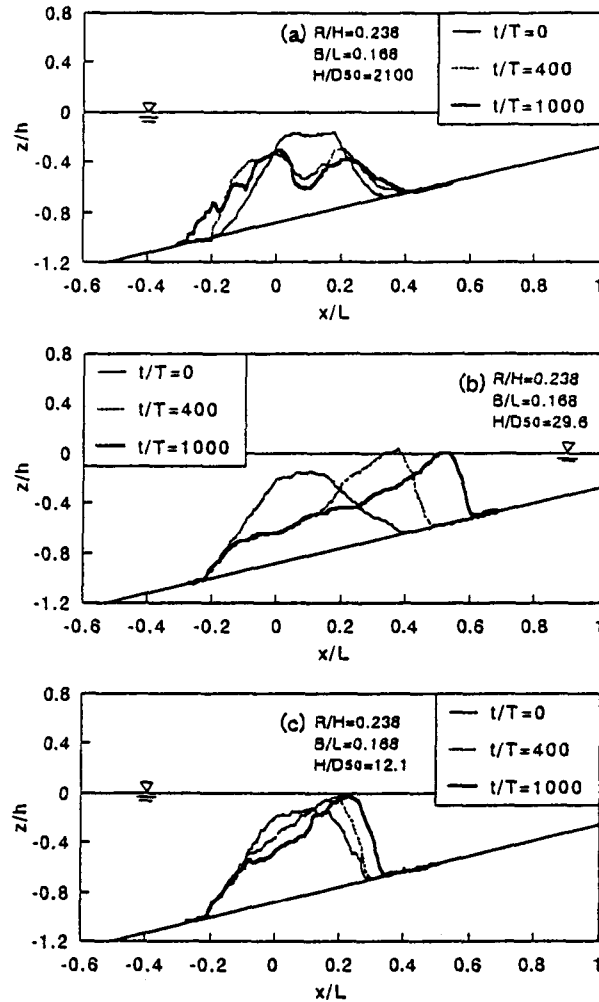 0.8
0.4
0
-0.4
-0.8
-1.2
z/h
(a)
R/H=0.238
B/L=0.168
H/D50=2100
t/T=0
t/T=400
t/T=1000
-0.6 -0.4 -0.2 0 0.2 0.4 0.6 0.8 1
x/L
0.8
0.4
0
-0.4
-0.8
-1.2
z/h
t/T=0
t/T=400
t/T=1000
(b)
R/H=0.238
B/L=0.168
H/D50=29.6
-0.6 -0.4 -0.2 0 0.2 0.4 0.6 0.8 1
x/L
0.8
0.4
0
-0.4
-0.8
-1.2
z/h
(c)
R/H=0.238
B/L=0.168
H/D50=12.1
t/T=0
t/T=400
t/T=1000
-0.6 -0.4 -0.2 0 0.2 0.4 0.6 0.8 1
x/L